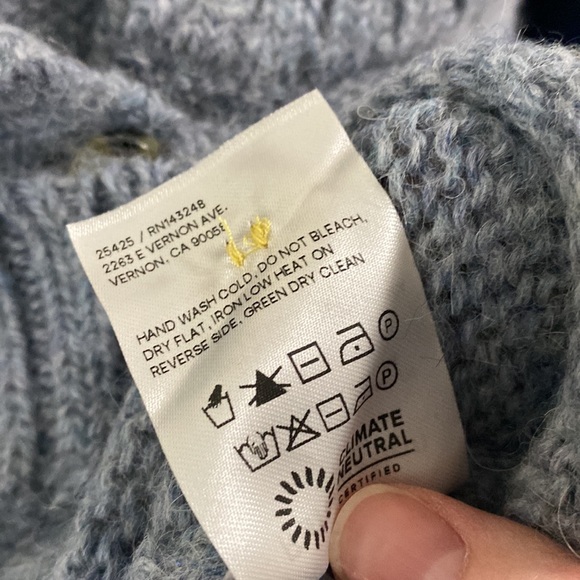 25425 / RN143248
2263 E VERNON AVE.
VERNON, CA 90058
HAND WASH COLD, DO NOT BLEACH,
DRY FLAT, IRON LOW HEAT ON
REVERSE SIDE, GREEN DRY CLEAN
P
P
CLIMATE
NEUTRAL
CERTIFIED